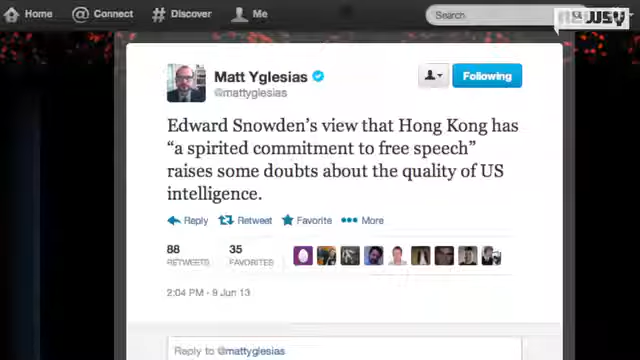 Home @ Connect # Discover Me Search
newsy
Matt Yglesias Following
@mattyglesias
Edward Snowden's view that Hong Kong has
“a spirited commitment to free speech”
raises some doubts about the quality of US
intelligence.
Reply Retweet Favorite More
88 35
RETWEETS FAVORITES
2:04 PM - 9 Jun 13
Reply to @mattyglesias